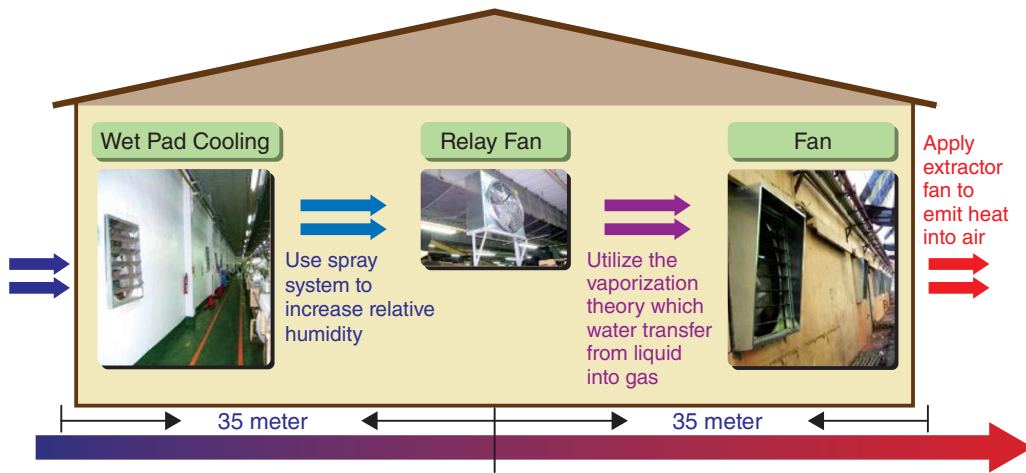 Wet Pad Cooling
Relay Fan
Fan
Use spray
system to
increase relative
humidity
Utilize the
vaporization
theory which
water transfer
from liquid
into gas
Apply
extractor
fan to
emit heat
into air
35 meter
35 meter